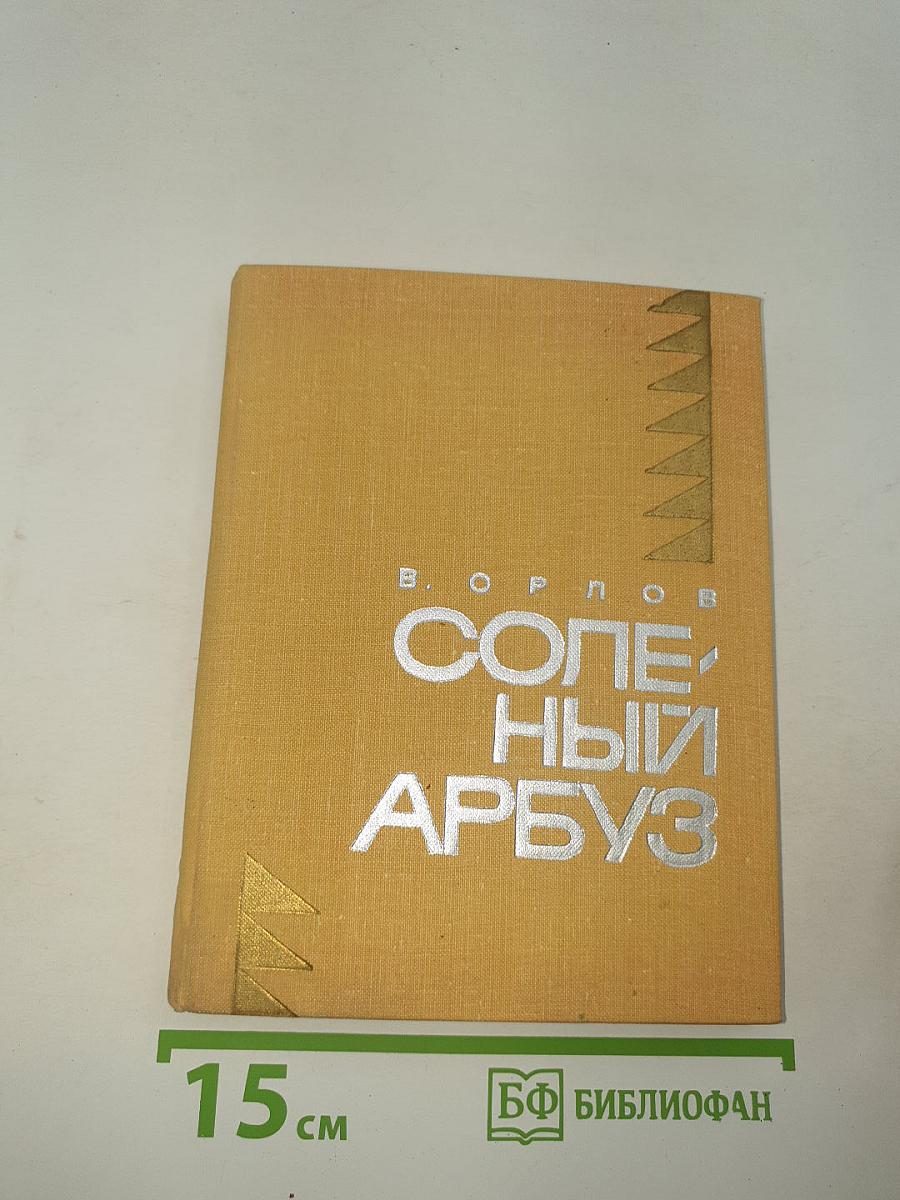 В. ОРЛОВ
СОЛЕ́-
НЫЙ
АРБУЗ
15 см
БФ БИБЛИОФАН